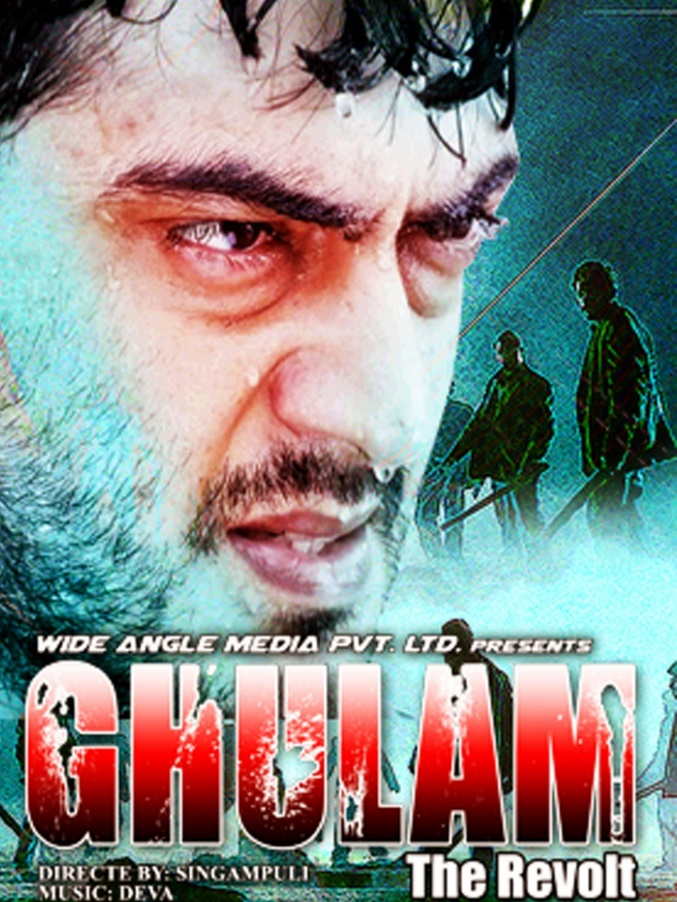 WIDE ANGLE MEDIA PVT. LTD. PRESENTS
GHULAM
The Revolt
DIRECTE BY: SINGAMPULI
MUSIC: DEVA